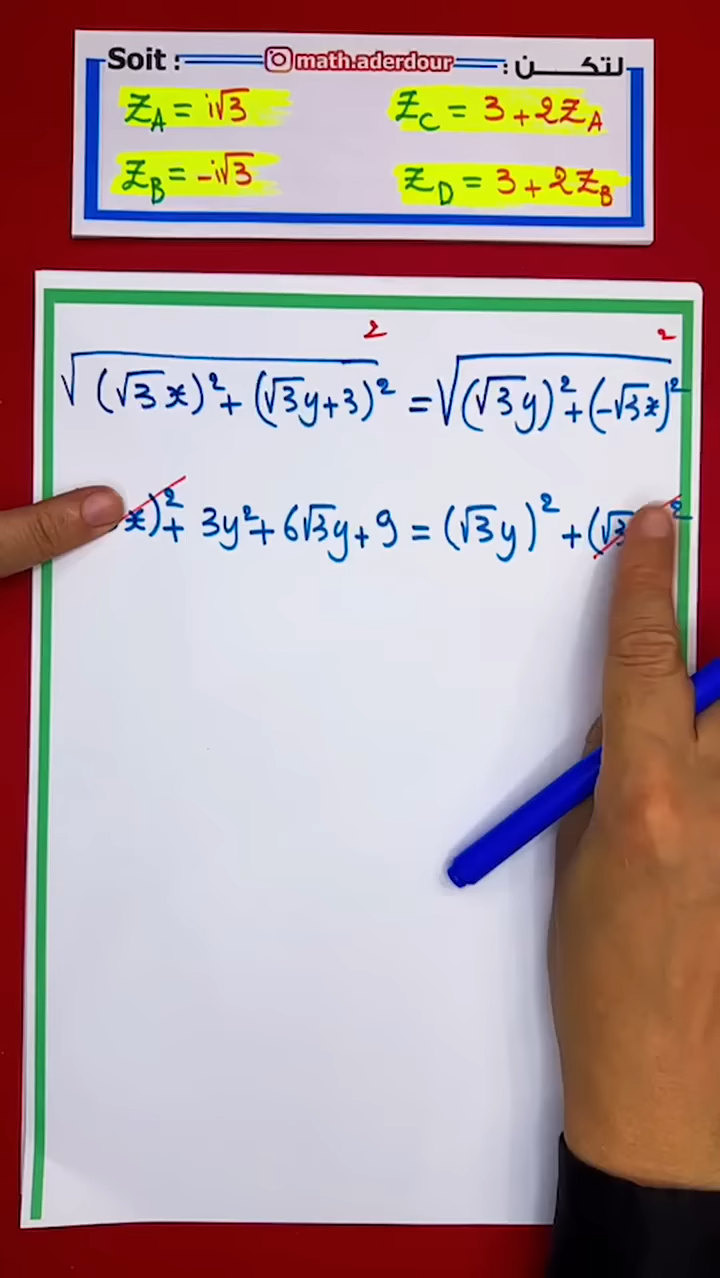 Soit : math.aderdour لتكن :
Z_A = i√3 Z_C = 3 + 2Z_A
Z_B = -i√3 Z_D = 3 + 2Z_B
2 2
√((√3x)² + (√3y+3)²) = √((√3y)² + (-√3x)²)
x)² + 3y² + 6√3y + 9 = (√3y)² + (√3 ²